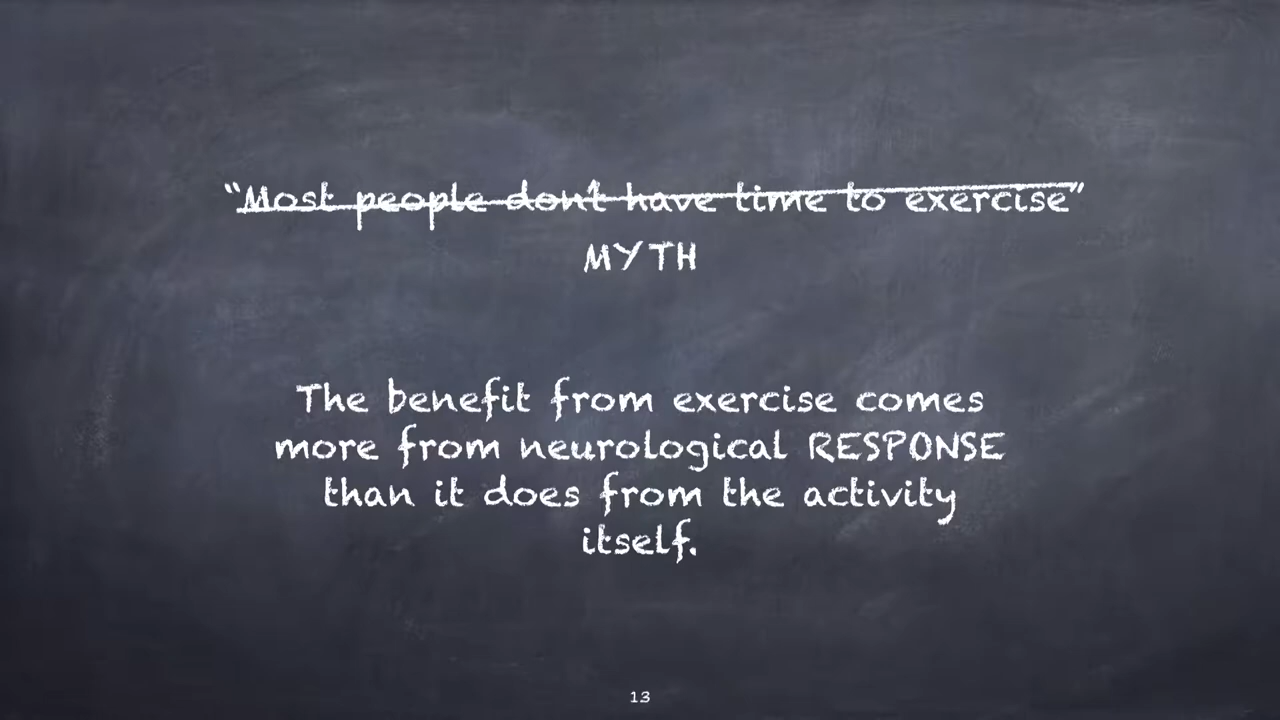 “Most people don't have time to exercise”
MYTH
The benefit from exercise comes
more from neurological RESPONSE
than it does from the activity
itself.
13